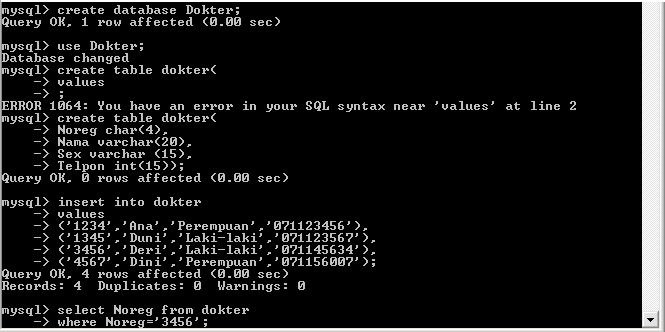 mysql> create database Dokter;
Query OK, 1 row affected (0.00 sec)
mysql> use Dokter;
Database changed
mysql> create table dokter(
    -> values
    -> ;
ERROR 1064: You have an error in your SQL syntax near 'values' at line 2
mysql> create table dokter(
    -> Noreg char(4),
    -> Nama varchar(20),
    -> Sex varchar (15),
    -> Telpon int(15));
Query OK, 0 rows affected (0.00 sec)
mysql> insert into dokter
    -> values
    -> ('1234','Ana','Perempuan','071123456'),
    -> ('1345','Duni','Laki-laki','071123567'),
    -> ('3456','Deri','Laki-laki','071145634'),
    -> ('4567','Dini','Perempuan','071156007');
Query OK, 4 rows affected (0.00 sec)
Records: 4  Duplicates: 0  Warnings: 0
mysql> select Noreg from dokter
    -> where Noreg='3456';